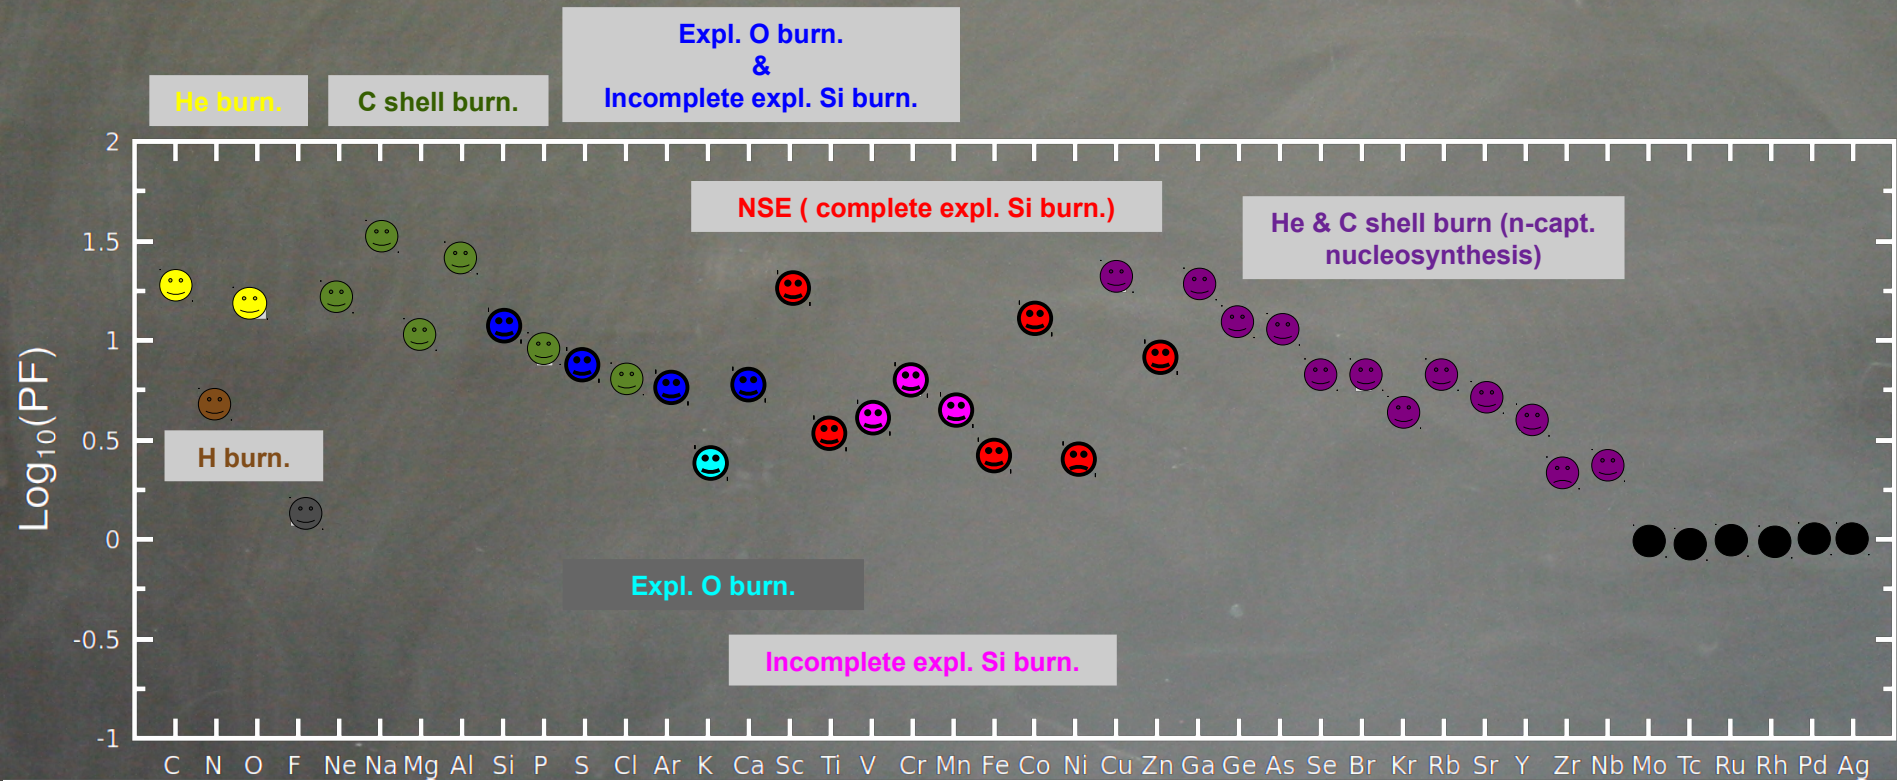 Expl. O burn.
&
Incomplete expl. Si burn.
He burn.
C shell burn.
2
NSE ( complete expl. Si burn.)
He & C shell burn (n-capt.
nucleosynthesis)
1.5
1
0.5
H burn.
0
Expl. O burn.
-0.5
Incomplete expl. Si burn.
-1
Log10(PF)
C N O F Ne Na Mg Al Si P S Cl Ar K Ca Sc Ti V Cr Mn Fe Co Ni Cu Zn Ga Ge As Se Br Kr Rb Sr Y Zr Nb Mo Tc Ru Rh Pd Ag